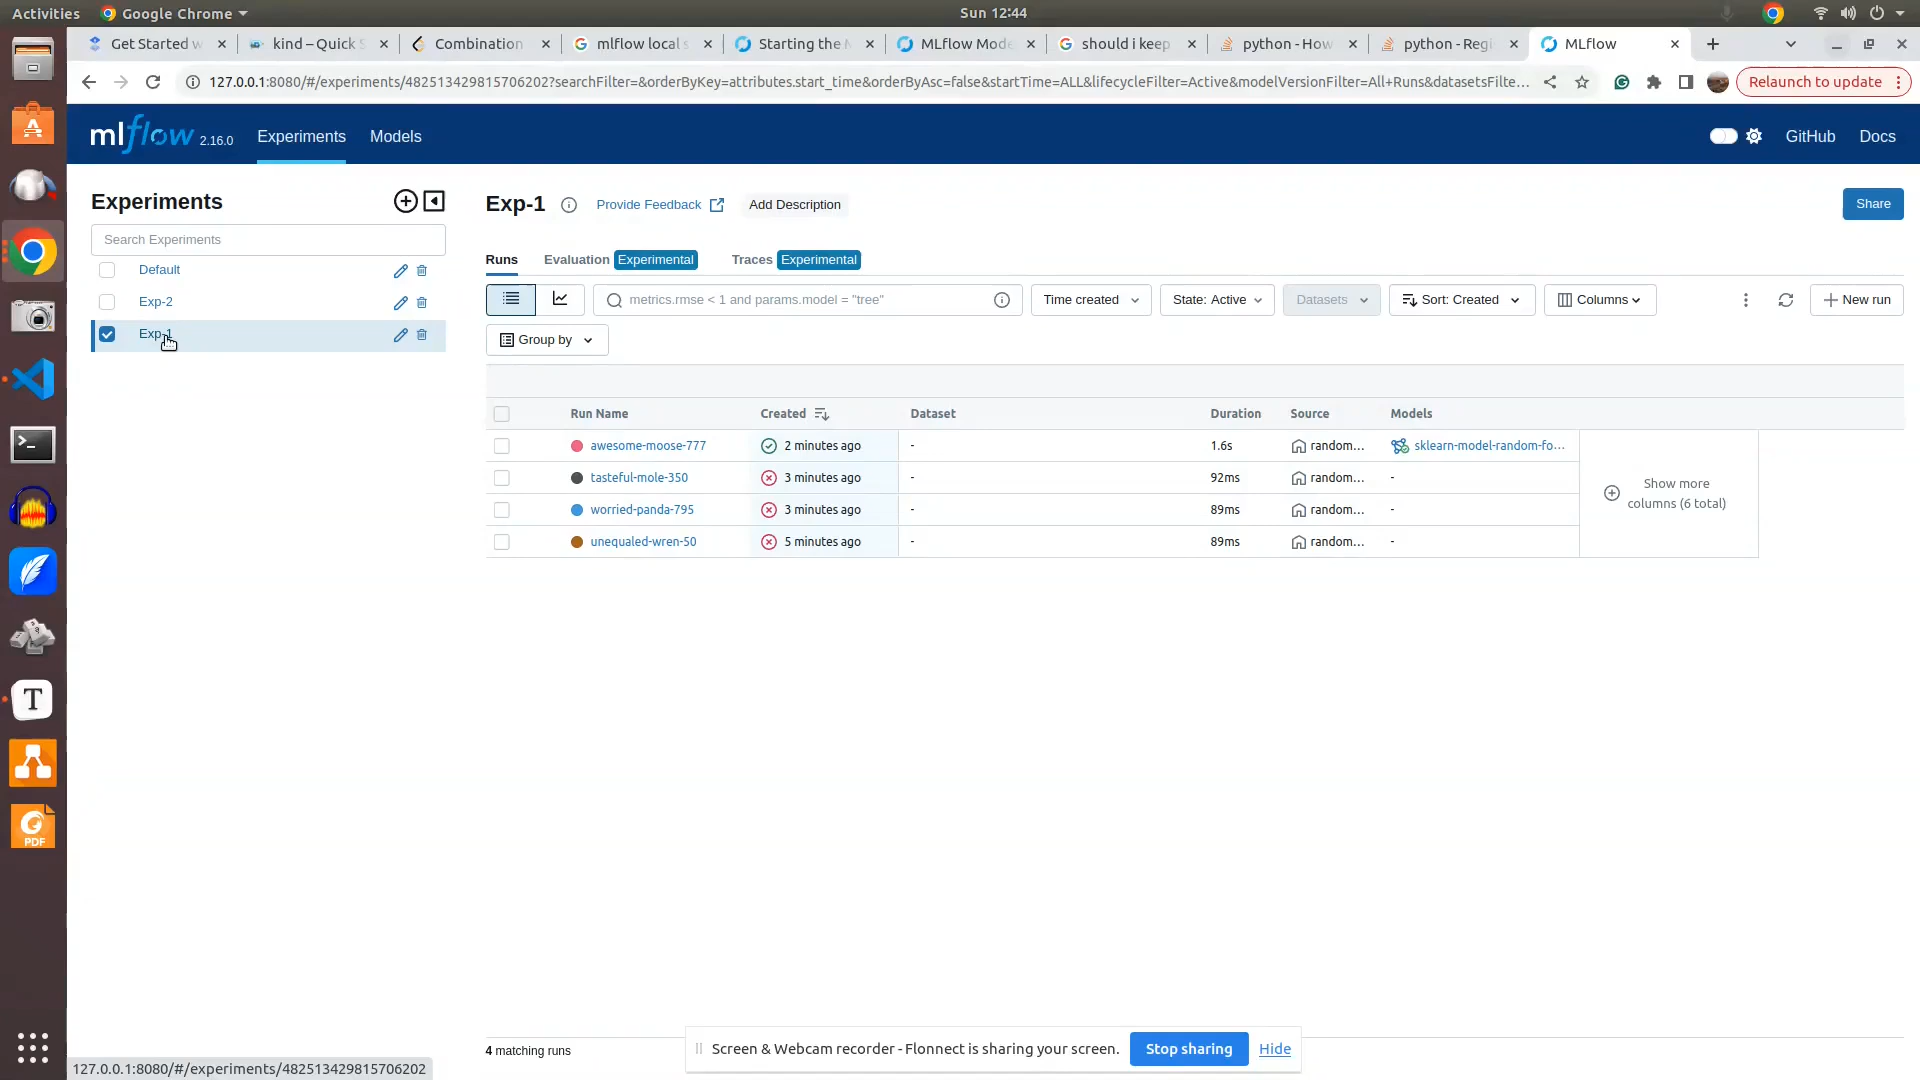 Activities Google Chrome Sun 12:44
Get Started w kind – Quick S Combination mlflow local s Starting the M MLflow Mode should i keep python - How python - Regi MLflow
127.0.0.1:8080/#/experiments/482513429815706202?searchFilter=&orderByKey=attributes.start_time&orderByAsc=false&startTime=ALL&lifecycleFilter=Active&modelVersionFilter=All+Runs&datasetsFilte... Relaunch to update
mlflow 2.16.0 Experiments Models GitHub Docs
Experiments
Search Experiments
Default
Exp-2
Exp-1
Exp-1 Provide Feedback Add Description Share
Runs Evaluation Experimental Traces Experimental
metrics.rmse < 1 and params.model = "tree" Time created State: Active Datasets Sort: Created Columns New run
Group by
Run Name Created Dataset Duration Source Models
awesome-moose-777 2 minutes ago - 1.6s random... sklearn-model-random-fo...
tasteful-mole-350 3 minutes ago - 92ms random... -
worried-panda-795 3 minutes ago - 89ms random... -
unequaled-wren-50 5 minutes ago - 89ms random... -
Show more
columns (6 total)
4 matching runs
Screen & Webcam recorder - Flonnect is sharing your screen. Stop sharing Hide
127.0.0.1:8080/#/experiments/482513429815706202
T
PDF